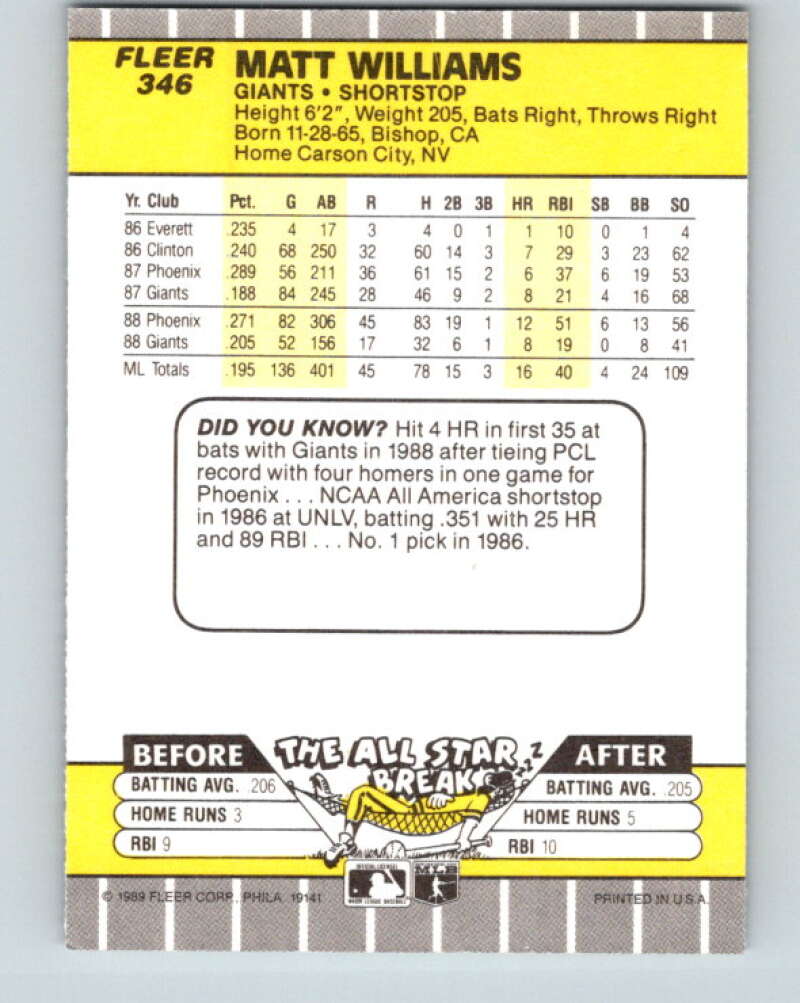 FLEER
346
MATT WILLIAMS
GIANTS • SHORTSTOP
Height 6'2", Weight 205, Bats Right, Throws Right
Born 11-28-65, Bishop, CA
Home Carson City, NV
Yr. Club Pct. G AB R H 2B 3B HR RBI SB BB SO
86 Everett .235 4 17 3 4 0 1 1 10 0 1 4
86 Clinton .240 68 250 32 60 14 3 7 29 3 23 62
87 Phoenix .289 56 211 36 61 15 2 6 37 6 19 53
87 Giants .188 84 245 28 46 9 2 8 21 4 16 68
88 Phoenix .271 82 306 45 83 19 1 12 51 6 13 56
88 Giants .205 52 156 17 32 6 1 8 19 0 8 41
ML Totals .195 136 401 45 78 15 3 16 40 4 24 109
DID YOU KNOW? Hit 4 HR in first 35 at
bats with Giants in 1988 after tieing PCL
record with four homers in one game for
Phoenix . . . NCAA All America shortstop
in 1986 at UNLV, batting .351 with 25 HR
and 89 RBI . . . No. 1 pick in 1986.
THE ALL STAR
BREAK
ZZZ
BEFORE
BATTING AVG. .206
HOME RUNS 3
RBI 9
AFTER
BATTING AVG. .205
HOME RUNS 5
RBI 10
OFFICIAL LICENSEE
MAJOR LEAGUE BASEBALL
MLB
© 1989 FLEER CORP., PHILA. 19141
PRINTED IN U.S.A.